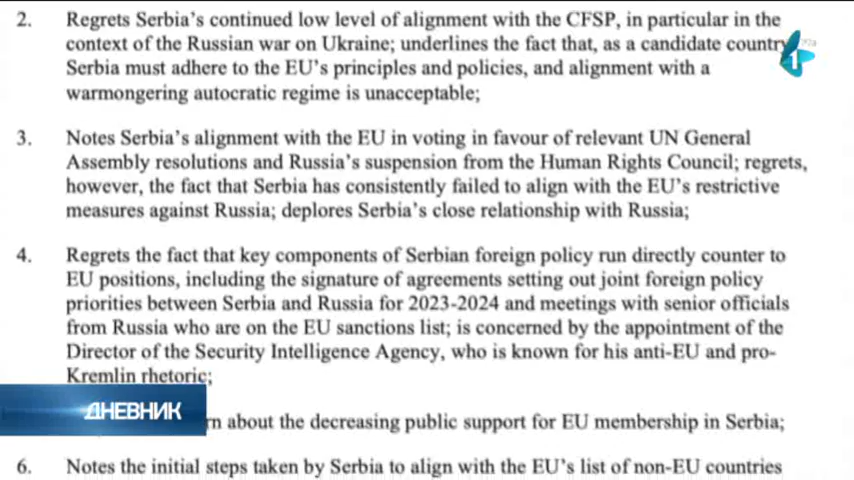 2. Regrets Serbia's continued low level of alignment with the CFSP, in particular in the
context of the Russian war on Ukraine; underlines the fact that, as a candidate country
Serbia must adhere to the EU's principles and policies, and alignment with a
warmongering autocratic regime is unacceptable;
3. Notes Serbia's alignment with the EU in voting in favour of relevant UN General
Assembly resolutions and Russia's suspension from the Human Rights Council; regrets,
however, the fact that Serbia has consistently failed to align with the EU's restrictive
measures against Russia; deplores Serbia's close relationship with Russia;
4. Regrets the fact that key components of Serbian foreign policy run directly counter to
EU positions, including the signature of agreements setting out joint foreign policy
priorities between Serbia and Russia for 2023-2024 and meetings with senior officials
from Russia who are on the EU sanctions list; is concerned by the appointment of the
Director of the Security Intelligence Agency, who is known for his anti-EU and pro-
Kremlin rhetoric;
ДНЕВНИК
about the decreasing public support for EU membership in Serbia;
6. Notes the initial steps taken by Serbia to align with the EU's list of non-EU countries
1